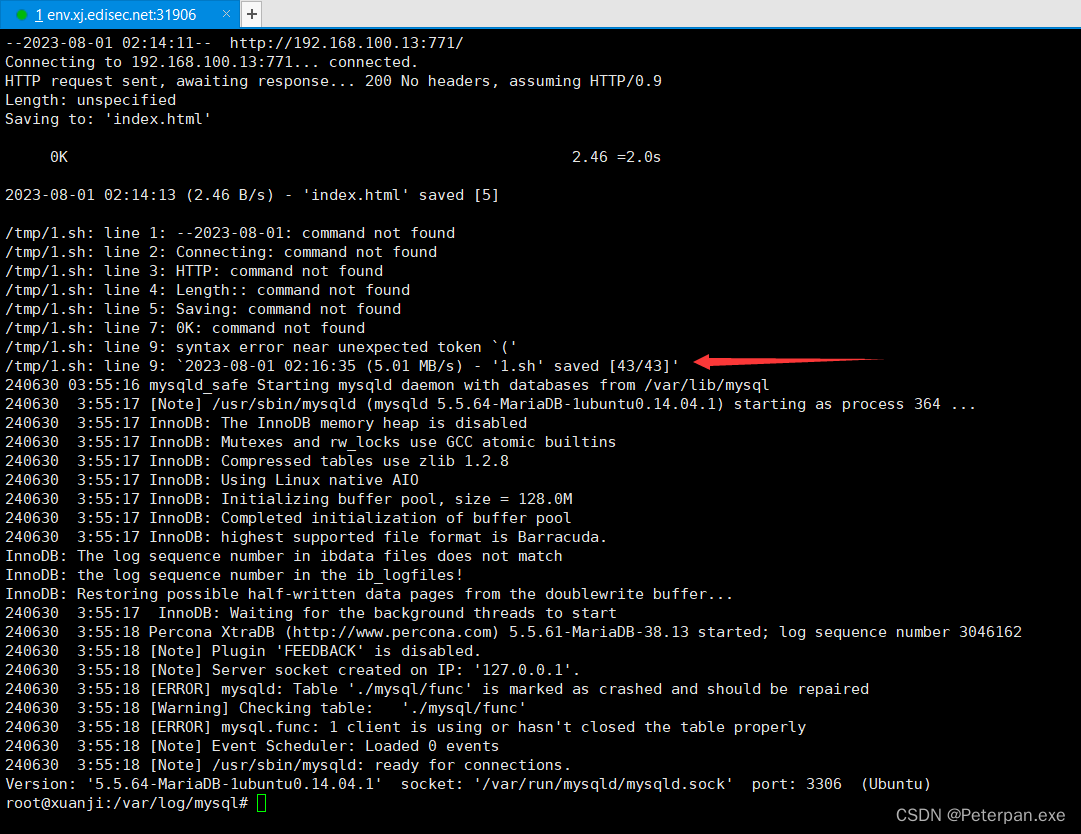 1 env.xj.edisec.net:31906 × +
--2023-08-01 02:14:11--  http://192.168.100.13:771/
Connecting to 192.168.100.13:771... connected.
HTTP request sent, awaiting response... 200 No headers, assuming HTTP/0.9
Length: unspecified
Saving to: 'index.html'
0K 2.46 =2.0s
2023-08-01 02:14:13 (2.46 B/s) - 'index.html' saved [5]
/tmp/1.sh: line 1: --2023-08-01: command not found
/tmp/1.sh: line 2: Connecting: command not found
/tmp/1.sh: line 3: HTTP: command not found
/tmp/1.sh: line 4: Length:: command not found
/tmp/1.sh: line 5: Saving: command not found
/tmp/1.sh: line 7: 0K: command not found
/tmp/1.sh: line 9: syntax error near unexpected token `('
/tmp/1.sh: line 9: `2023-08-01 02:16:35 (5.01 MB/s) - '1.sh' saved [43/43]'
240630 03:55:16 mysqld_safe Starting mysqld daemon with databases from /var/lib/mysql
240630  3:55:17 [Note] /usr/sbin/mysqld (mysqld 5.5.64-MariaDB-1ubuntu0.14.04.1) starting as process 364 ...
240630  3:55:17 InnoDB: The InnoDB memory heap is disabled
240630  3:55:17 InnoDB: Mutexes and rw_locks use GCC atomic builtins
240630  3:55:17 InnoDB: Compressed tables use zlib 1.2.8
240630  3:55:17 InnoDB: Using Linux native AIO
240630  3:55:17 InnoDB: Initializing buffer pool, size = 128.0M
240630  3:55:17 InnoDB: Completed initialization of buffer pool
240630  3:55:17 InnoDB: highest supported file format is Barracuda.
InnoDB: The log sequence number in ibdata files does not match
InnoDB: the log sequence number in the ib_logfiles!
InnoDB: Restoring possible half-written data pages from the doublewrite buffer...
240630  3:55:17  InnoDB: Waiting for the background threads to start
240630  3:55:18 Percona XtraDB (http://www.percona.com) 5.5.61-MariaDB-38.13 started; log sequence number 3046162
240630  3:55:18 [Note] Plugin 'FEEDBACK' is disabled.
240630  3:55:18 [Note] Server socket created on IP: '127.0.0.1'.
240630  3:55:18 [ERROR] mysqld: Table './mysql/func' is marked as crashed and should be repaired
240630  3:55:18 [Warning] Checking table:   './mysql/func'
240630  3:55:18 [ERROR] mysql.func: 1 client is using or hasn't closed the table properly
240630  3:55:18 [Note] Event Scheduler: Loaded 0 events
240630  3:55:18 [Note] /usr/sbin/mysqld: ready for connections.
Version: '5.5.64-MariaDB-1ubuntu0.14.04.1'  socket: '/var/run/mysqld/mysqld.sock'  port: 3306  (Ubuntu)
root@xuanji:/var/log/mysql#
CSDN @Peterpan.exe